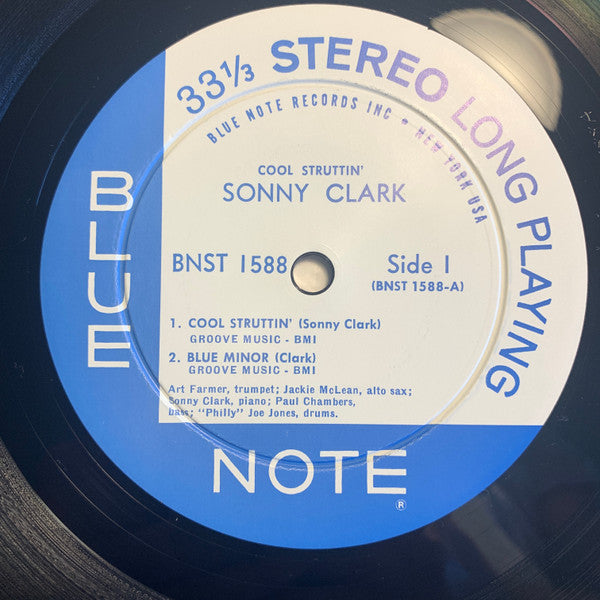 33⅓ STEREO LONG PLAYING
BLUE NOTE RECORDS INC • NEW YORK USA
COOL STRUTTIN'
SONNY CLARK
BNST 1588
Side 1
(BNST 1588-A)
1. COOL STRUTTIN' (Sonny Clark)
GROOVE MUSIC - BMI
2. BLUE MINOR (Clark)
GROOVE MUSIC - BMI
Art Farmer, trumpet; Jackie McLean, alto sax;
Sonny Clark, piano; Paul Chambers,
bass; "Philly" Joe Jones, drums.
BLUE
NOTE
®